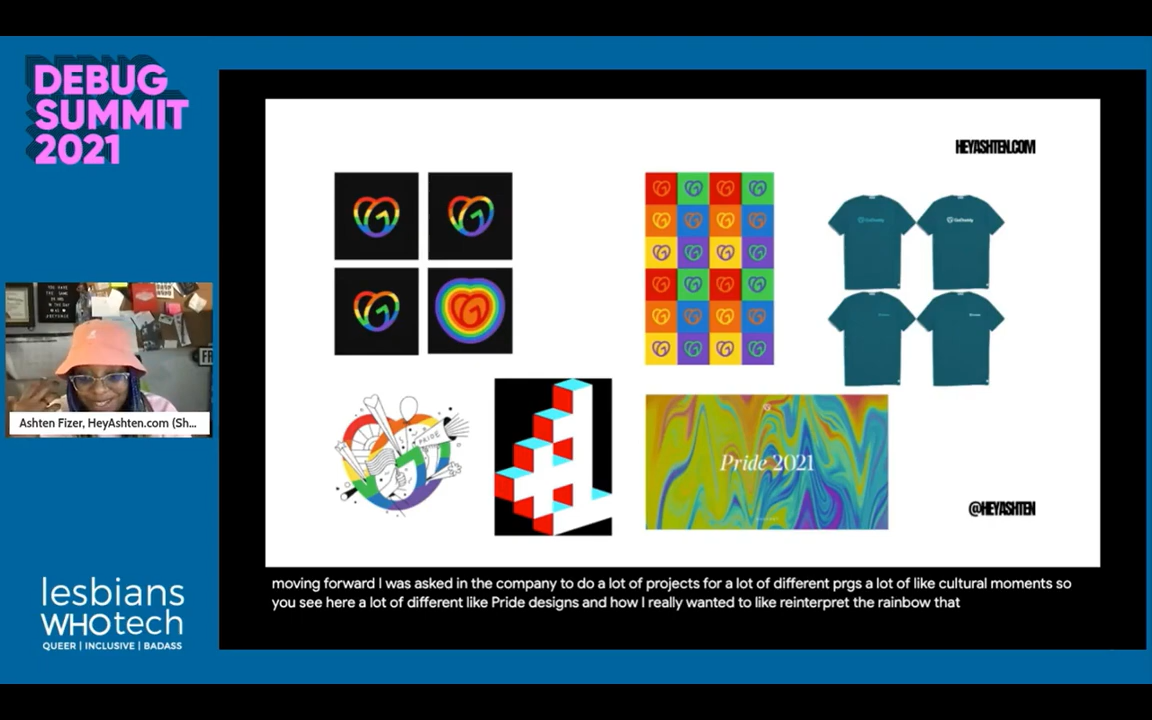 DEBUG
SUMMIT
2021
HEYASHTEN.COM
PRIDE
Pride 2021
@HEYASHTEN
Ashten Fizer, HeyAshten.com (Sh...
moving forward I was asked in the company to do a lot of projects for a lot of different prgs a lot of like cultural moments so
you see here a lot of different like Pride designs and how I really wanted to like reinterpret the rainbow that
lesbians
WHOtech
QUEER | INCLUSIVE | BADASS